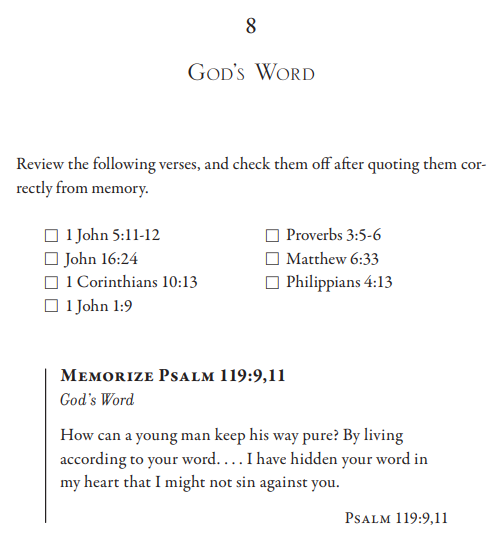 8
God's Word
Review the following verses, and check them off after quoting them cor-
rectly from memory.
1 John 5:11-12
John 16:24
1 Corinthians 10:13
1 John 1:9
Proverbs 3:5-6
Matthew 6:33
Philippians 4:13
Memorize Psalm 119:9,11
God's Word
How can a young man keep his way pure? By living
according to your word. . . . I have hidden your word in
my heart that I might not sin against you.
Psalm 119:9,11